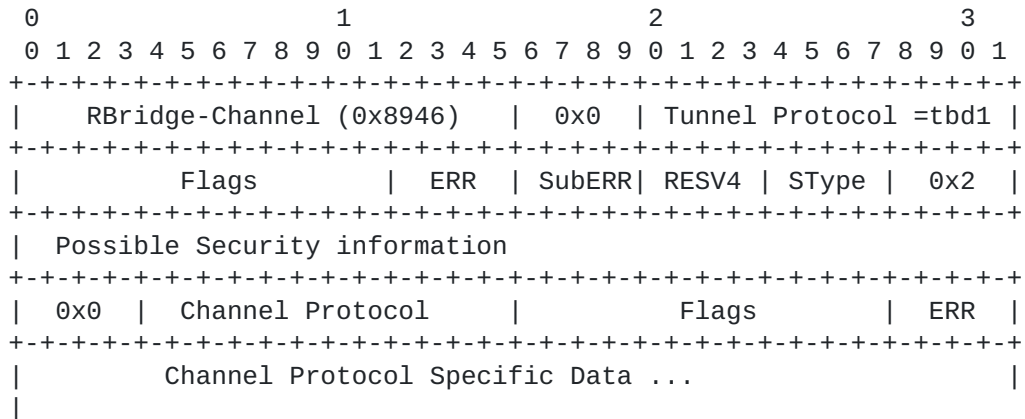 0                   1                   2                   3
 0 1 2 3 4 5 6 7 8 9 0 1 2 3 4 5 6 7 8 9 0 1 2 3 4 5 6 7 8 9 0 1
+-+-+-+-+-+-+-+-+-+-+-+-+-+-+-+-+-+-+-+-+-+-+-+-+-+-+-+-+-+-+-+-+
|    RBridge-Channel (0x8946)   |  0x0  | Tunnel Protocol =tbd1 |
+-+-+-+-+-+-+-+-+-+-+-+-+-+-+-+-+-+-+-+-+-+-+-+-+-+-+-+-+-+-+-+-+
|          Flags        |  ERR  | SubERR| RESV4 | SType |  0x2  |
+-+-+-+-+-+-+-+-+-+-+-+-+-+-+-+-+-+-+-+-+-+-+-+-+-+-+-+-+-+-+-+-+
|  Possible Security information
+-+-+-+-+-+-+-+-+-+-+-+-+-+-+-+-+-+-+-+-+-+-+-+-+-+-+-+-+-+-+-+-+
|  0x0  |  Channel Protocol     |          Flags        |  ERR  |
+-+-+-+-+-+-+-+-+-+-+-+-+-+-+-+-+-+-+-+-+-+-+-+-+-+-+-+-+-+-+-+-+
|         Channel Protocol Specific Data ...                    |
|